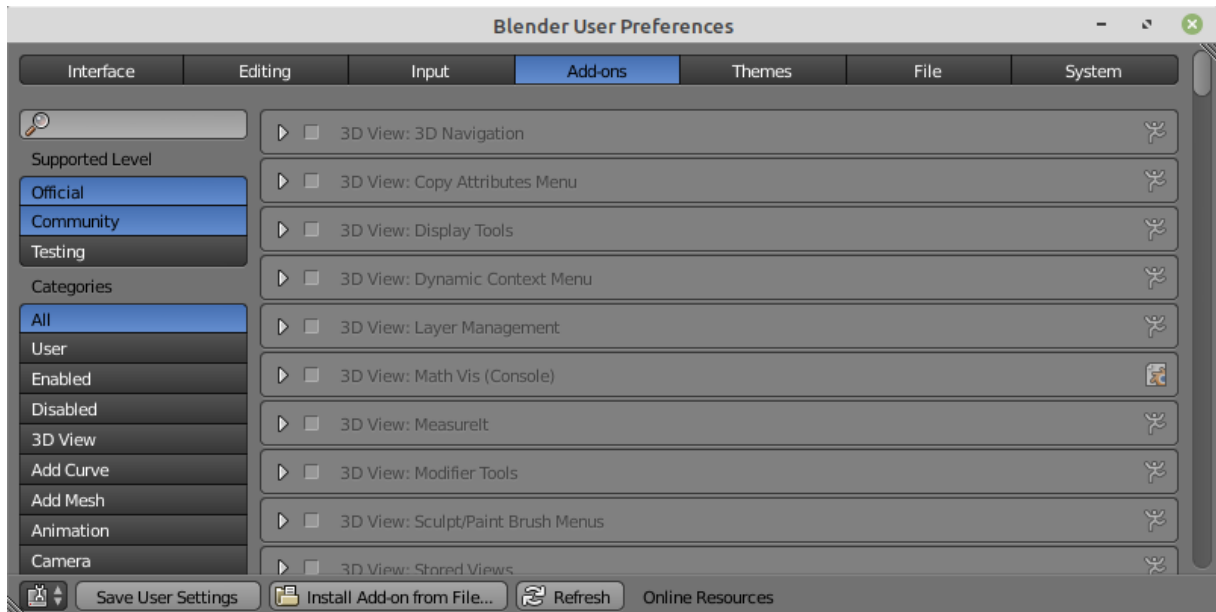 Blender User Preferences
Interface Editing Input Add-ons Themes File System
Supported Level
Official
Community
Testing
Categories
All
User
Enabled
Disabled
3D View
Add Curve
Add Mesh
Animation
Camera
3D View: 3D Navigation
3D View: Copy Attributes Menu
3D View: Display Tools
3D View: Dynamic Context Menu
3D View: Layer Management
3D View: Math Vis (Console)
3D View: MeasureIt
3D View: Modifier Tools
3D View: Sculpt/Paint Brush Menus
3D View: Stored Views
Save User Settings Install Add-on from File... Refresh Online Resources